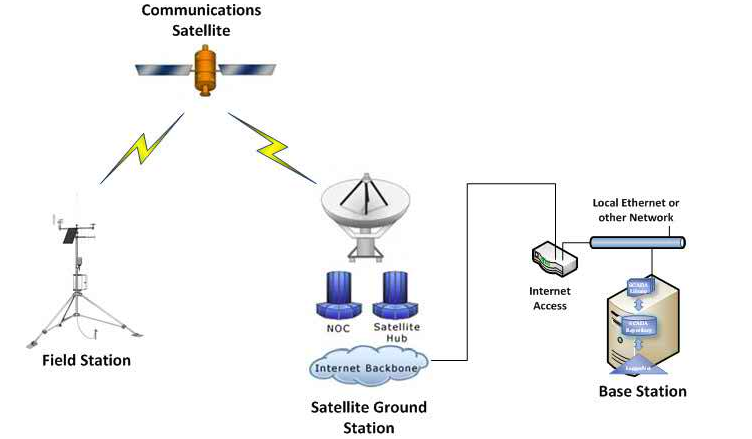 Communications
Satellite
Local Ethernet or
other Network
Internet
Access
NOC
Satellite
Hub
Internet Backbone
Field Station
Base Station
Satellite Ground
Station